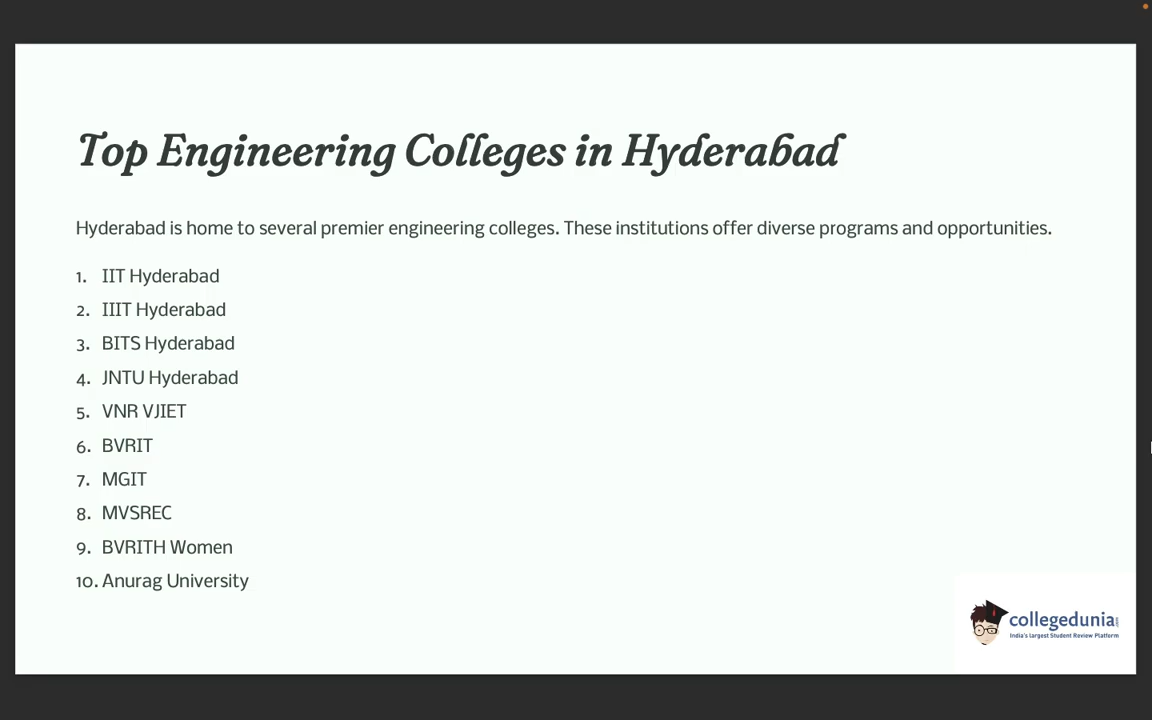 Top Engineering Colleges in Hyderabad
Hyderabad is home to several premier engineering colleges. These institutions offer diverse programs and opportunities.
1. IIT Hyderabad
2. IIIT Hyderabad
3. BITS Hyderabad
4. JNTU Hyderabad
5. VNR VJIET
6. BVRIT
7. MGIT
8. MVSREC
9. BVRITH Women
10. Anurag University
collegedunia
India's largest Student Review Platform